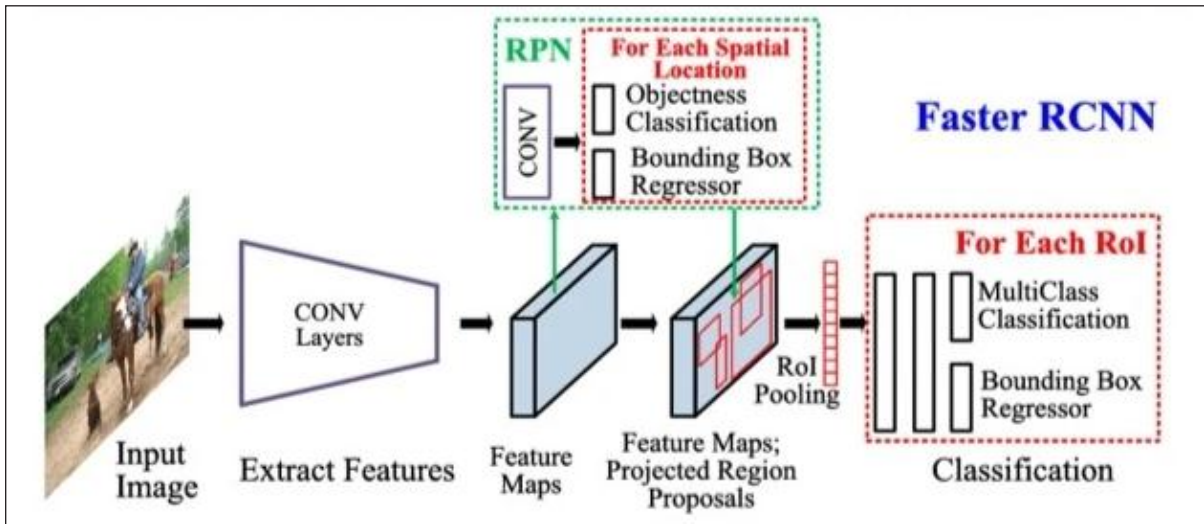 RPN
For Each Spatial
Location
CONV
Objectness
Classification
Bounding Box
Regressor
Faster RCNN
CONV
Layers
RoI
Pooling
For Each RoI
MultiClass
Classification
Bounding Box
Regressor
Input
Image
Extract Features
Feature
Maps
Feature Maps;
Projected Region
Proposals
Classification